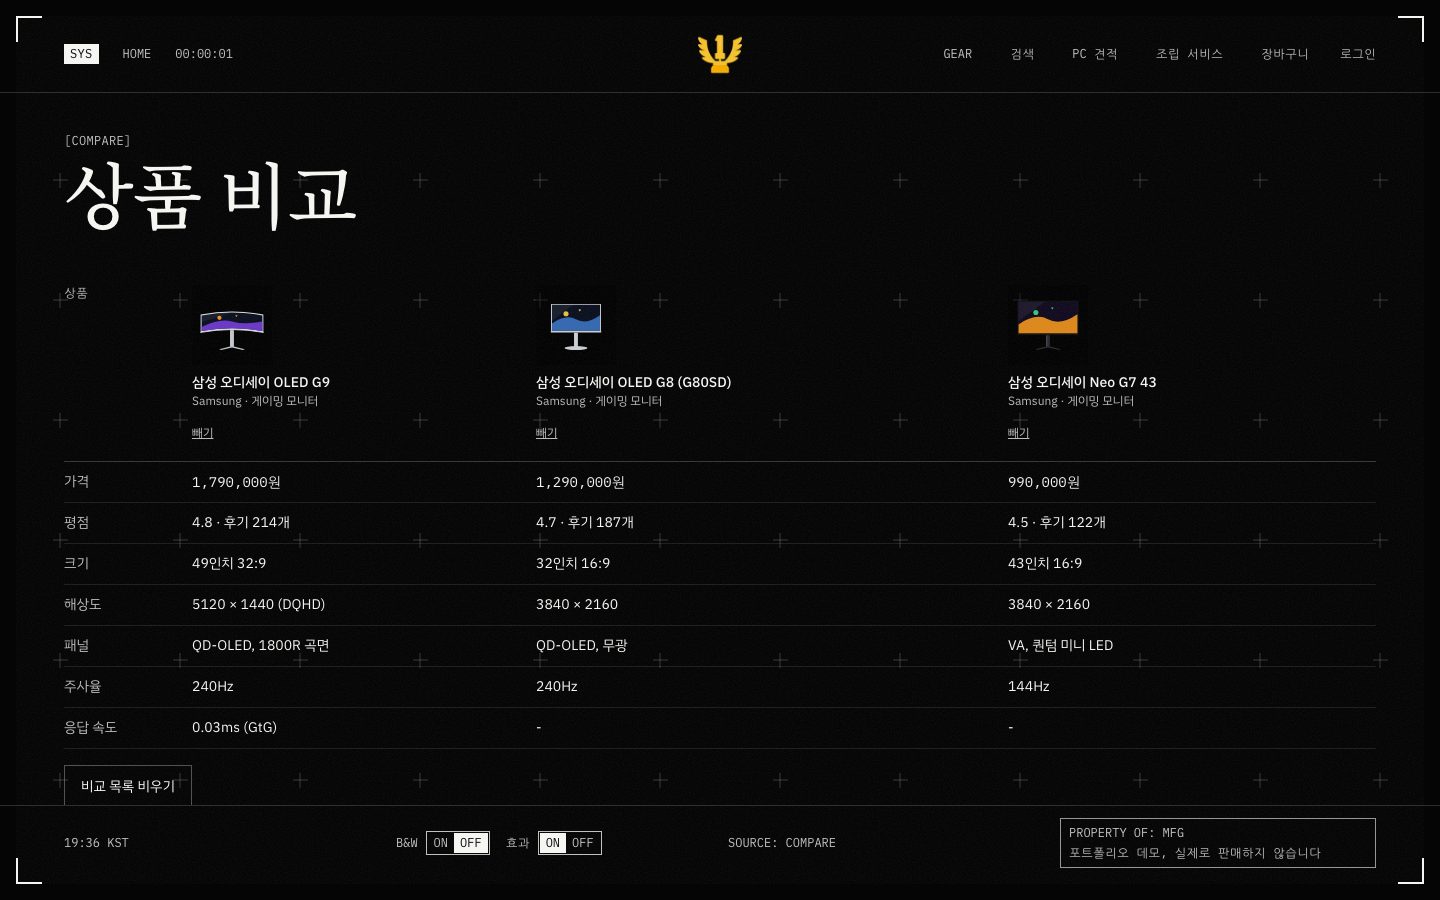 SYS HOME 00:00:01 GEAR 검색 PC 견적 조립 서비스 장바구니 로그인
[COMPARE]
상품 비교
상품
삼성 오디세이 OLED G9 삼성 오디세이 OLED G8 (G80SD) 삼성 오디세이 Neo G7 43
Samsung · 게이밍 모니터 Samsung · 게이밍 모니터 Samsung · 게이밍 모니터
빼기 빼기 빼기
가격 1,790,000원 1,290,000원 990,000원
평점 4.8 · 후기 214개 4.7 · 후기 187개 4.5 · 후기 122개
크기 49인치 32:9 32인치 16:9 43인치 16:9
해상도 5120 × 1440 (DQHD) 3840 × 2160 3840 × 2160
패널 QD-OLED, 1800R 곡면 QD-OLED, 무광 VA, 퀀텀 미니 LED
주사율 240Hz 240Hz 144Hz
응답 속도 0.03ms (GtG) - -
비교 목록 비우기
19:36 KST B&W ON OFF 효과 ON OFF SOURCE: COMPARE PROPERTY OF: MFG
포트폴리오 데모, 실제로 판매하지 않습니다